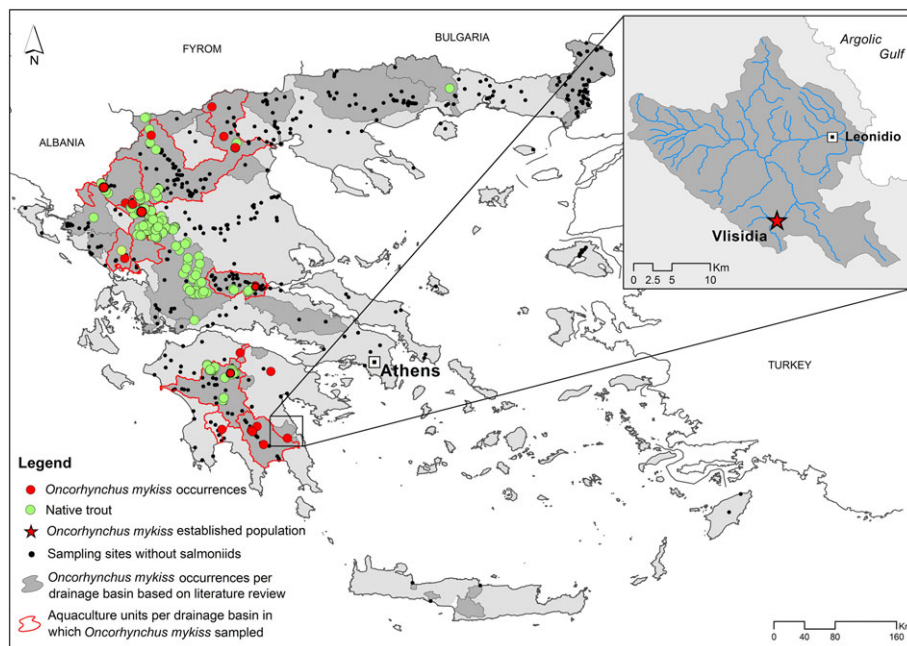 N
FYROM
BULGARIA
ALBANIA
Argolic
Gulf
Leonidio
Vlisidia
0 2.5 5 10
Km
Athens
TURKEY
Legend
Oncorhynchus mykiss occurrences
Native trout
Oncorhynchus mykiss established population
Sampling sites without salmoniids
Oncorhynchus mykiss occurrences per
drainage basin based on literature review
Aquaculture units per drainage basin in
which Oncorhynchus mykiss sampled
Km
0 40 80 160